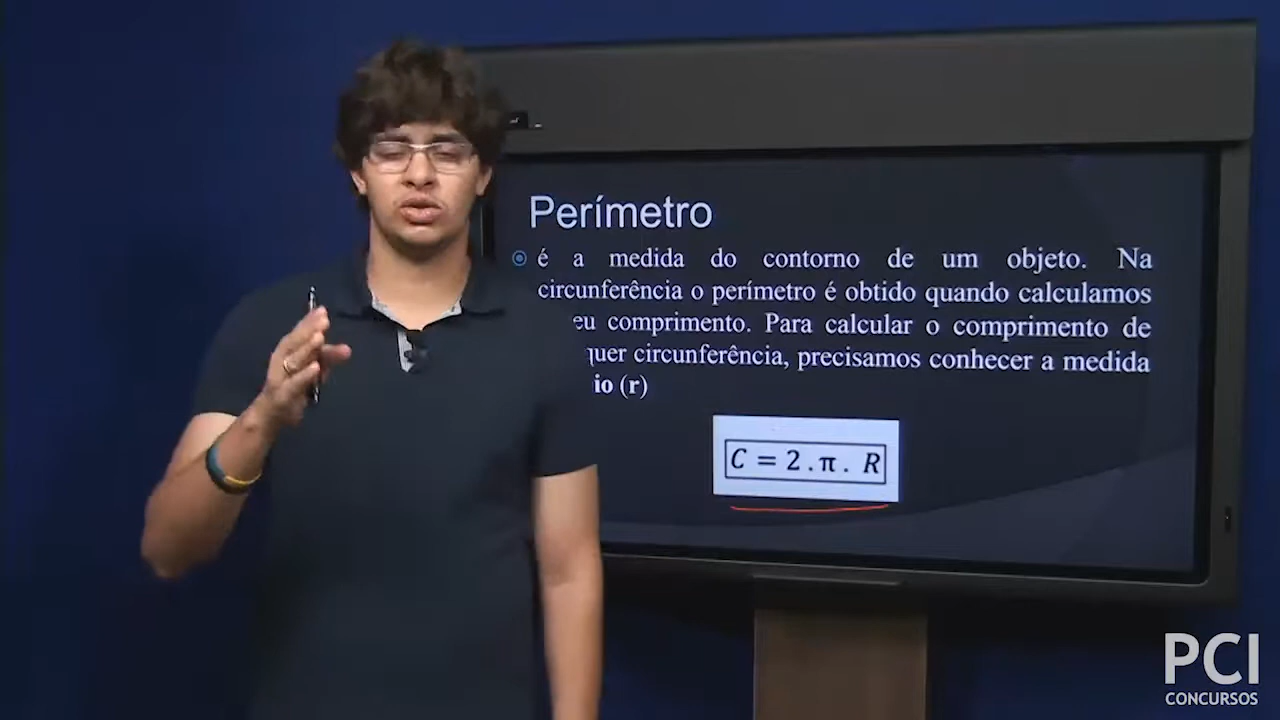 Perímetro
é a medida do contorno de um objeto. Na
circunferência o perímetro é obtido quando calculamos
eu comprimento. Para calcular o comprimento de
quer circunferência, precisamos conhecer a medida
io (r)
C = 2 . π . R
PCI
CONCURSOS